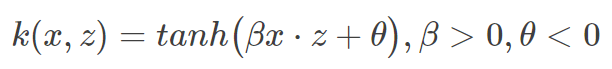 k(x, z) = tanh(βx · z + θ), β > 0, θ < 0